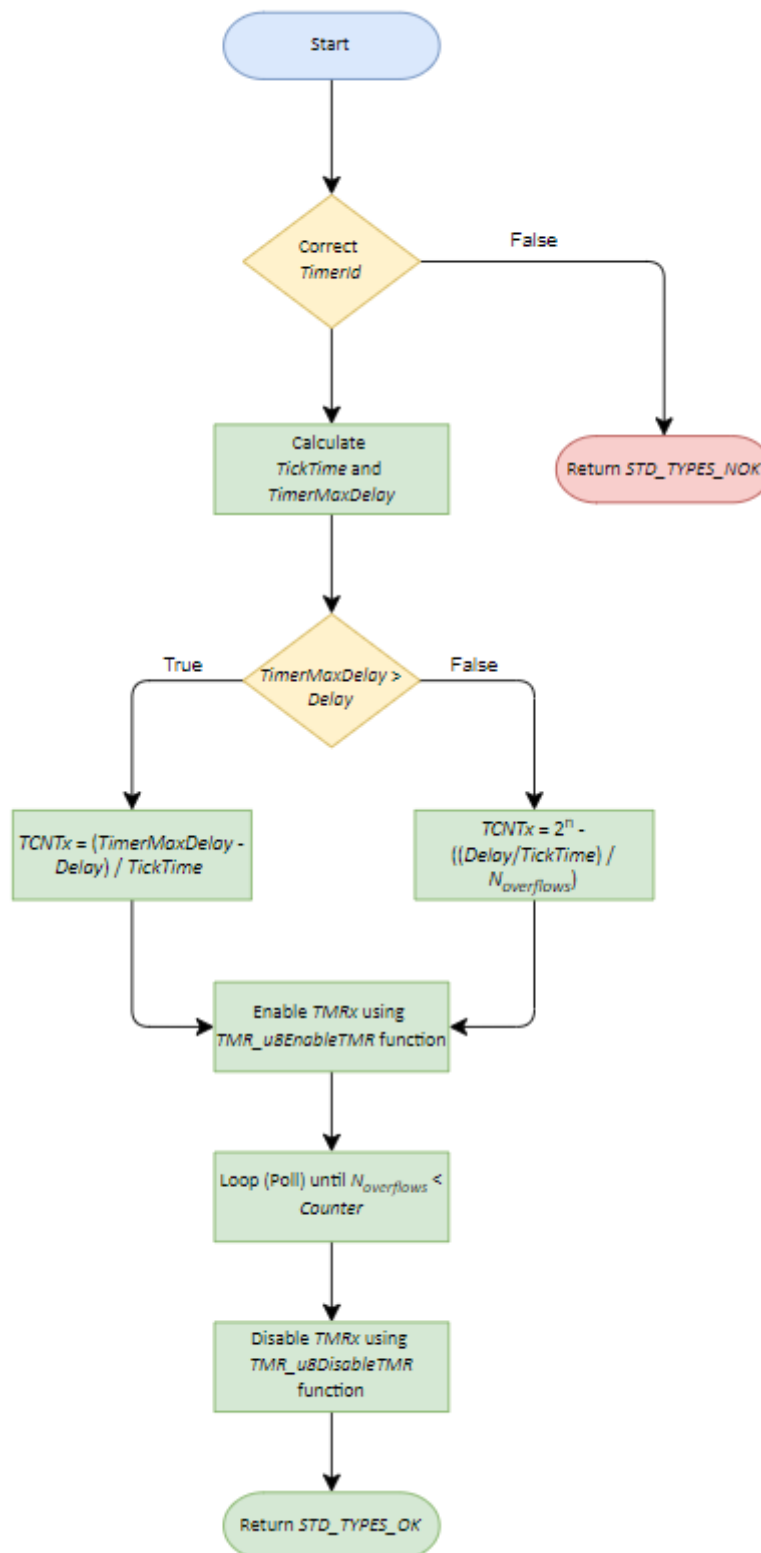 Start
Correct
TimerId
False
Calculate
TickTime and
TimerMaxDelay
Return STD_TYPES_NOK
True
TimerMaxDelay >
Delay
False
TCNTx = (TimerMaxDelay -
Delay) / TickTime
TCNTx = 2ⁿ -
((Delay/TickTime) /
N_overflows)
Enable TMRx using
TMR_u8EnableTMR function
Loop (Poll) until N_overflows <
Counter
Disable TMRx using
TMR_u8DisableTMR
function
Return STD_TYPES_OK